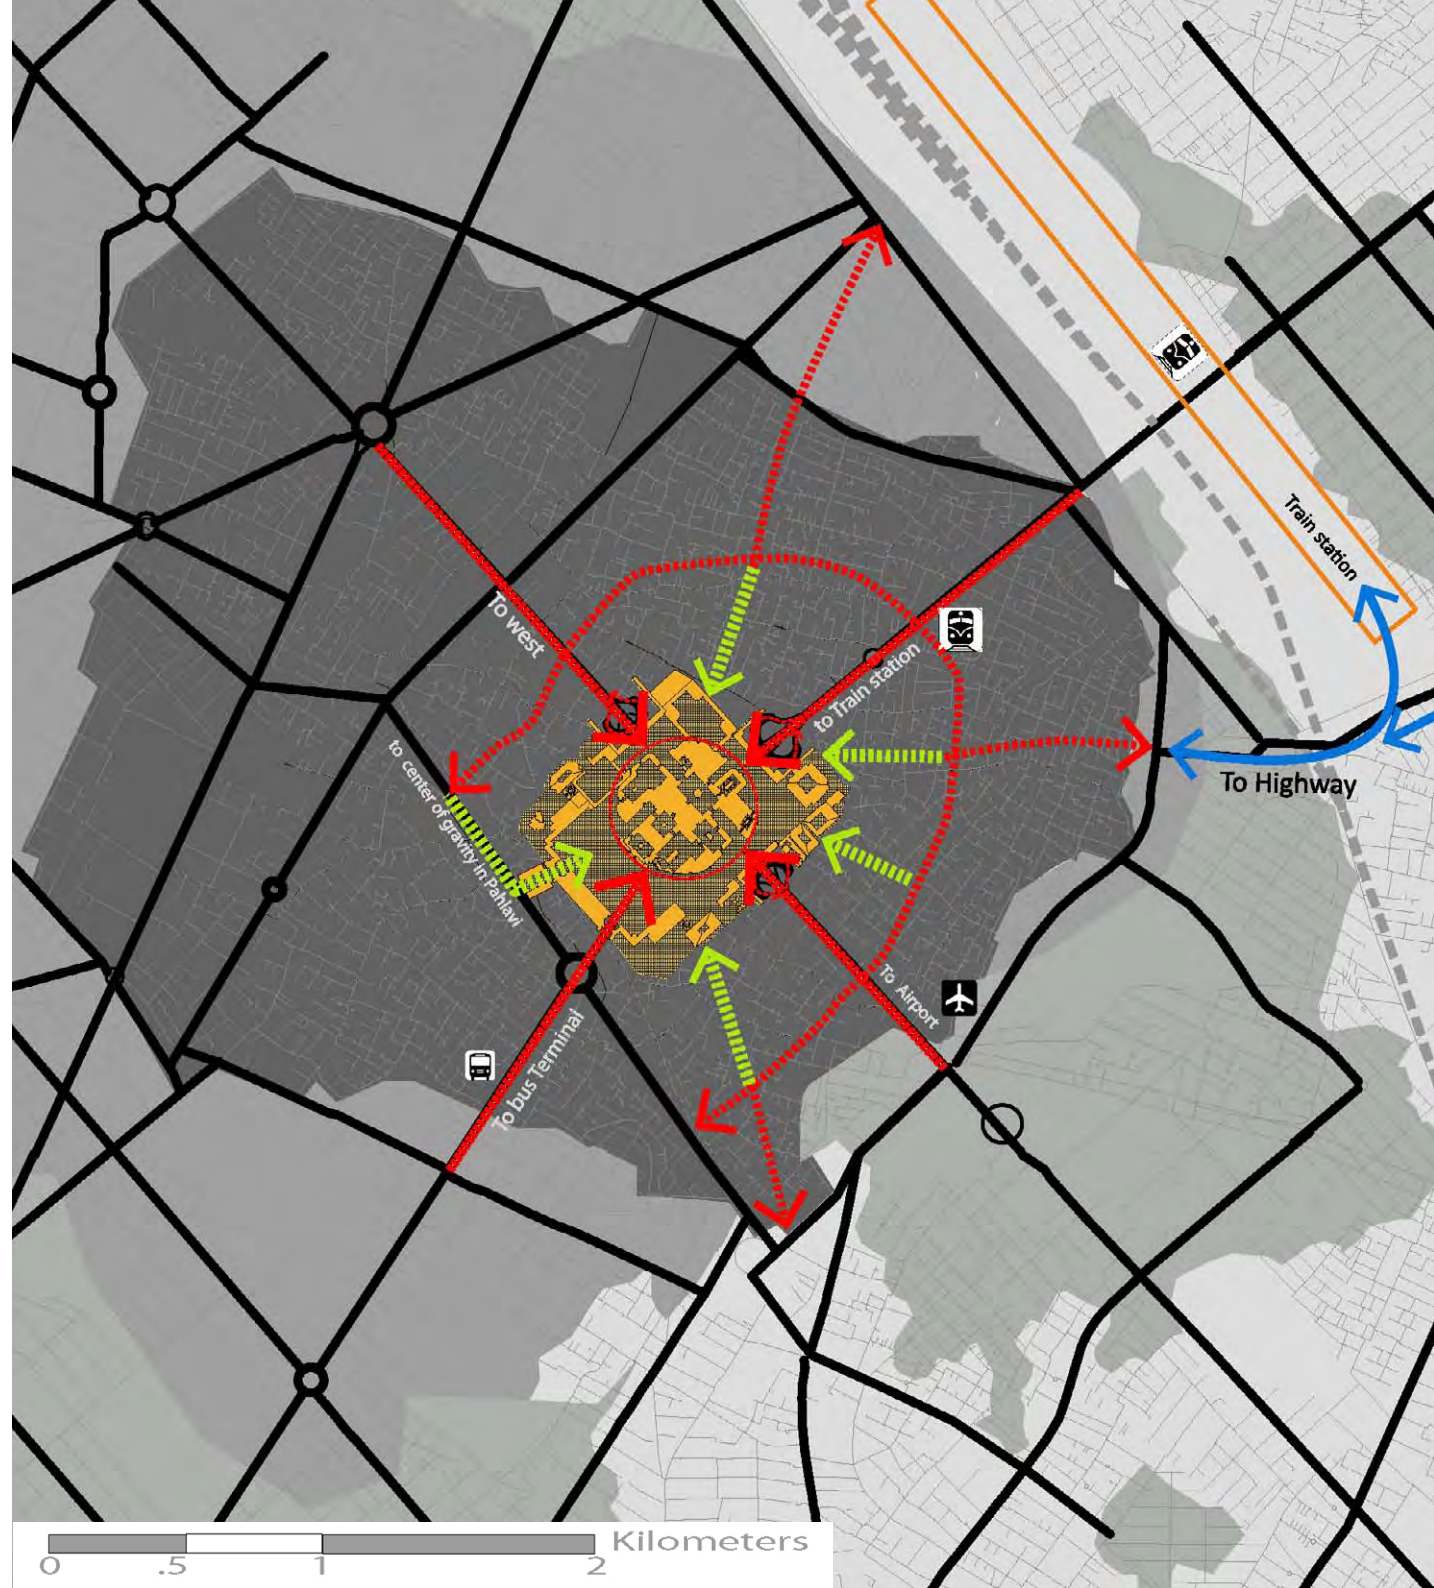 Train station
To west
to Train station
to center of gravity in Pahlavi
To Highway
To Airport
To bus Terminal
Kilometers
0 .5 1 2